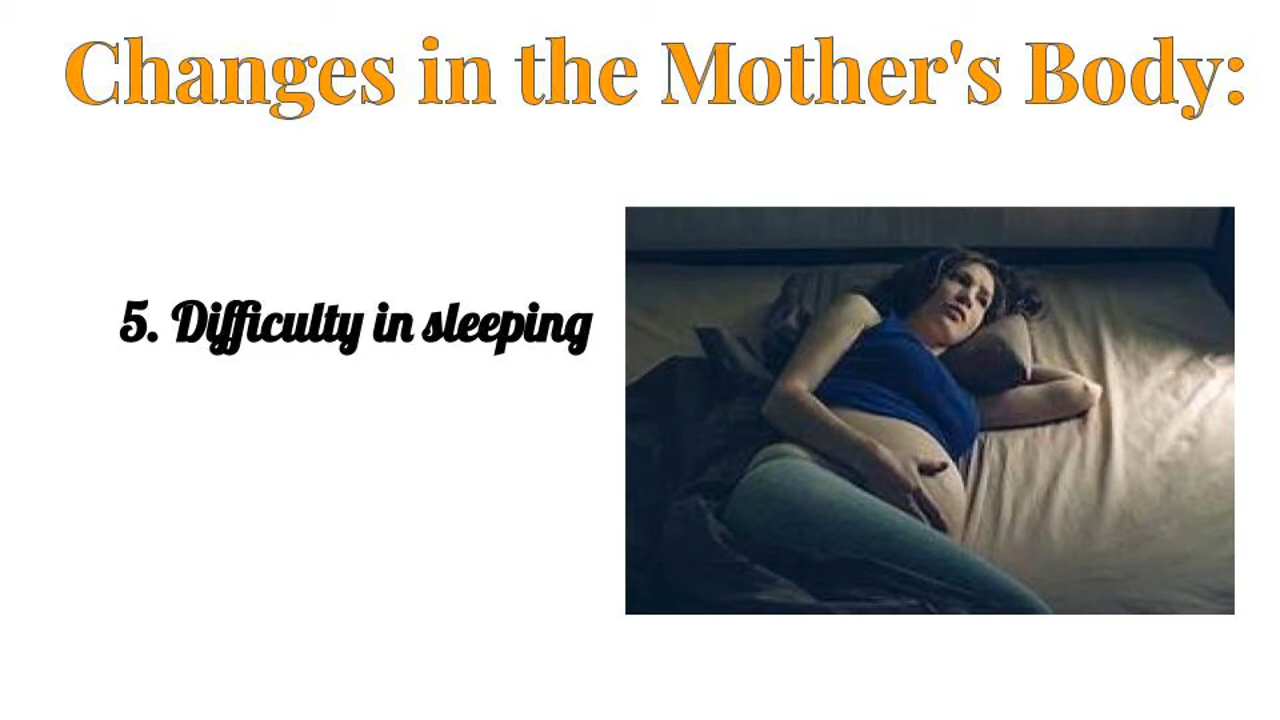 Changes in the Mother's Body:
5. Difficulty in sleeping